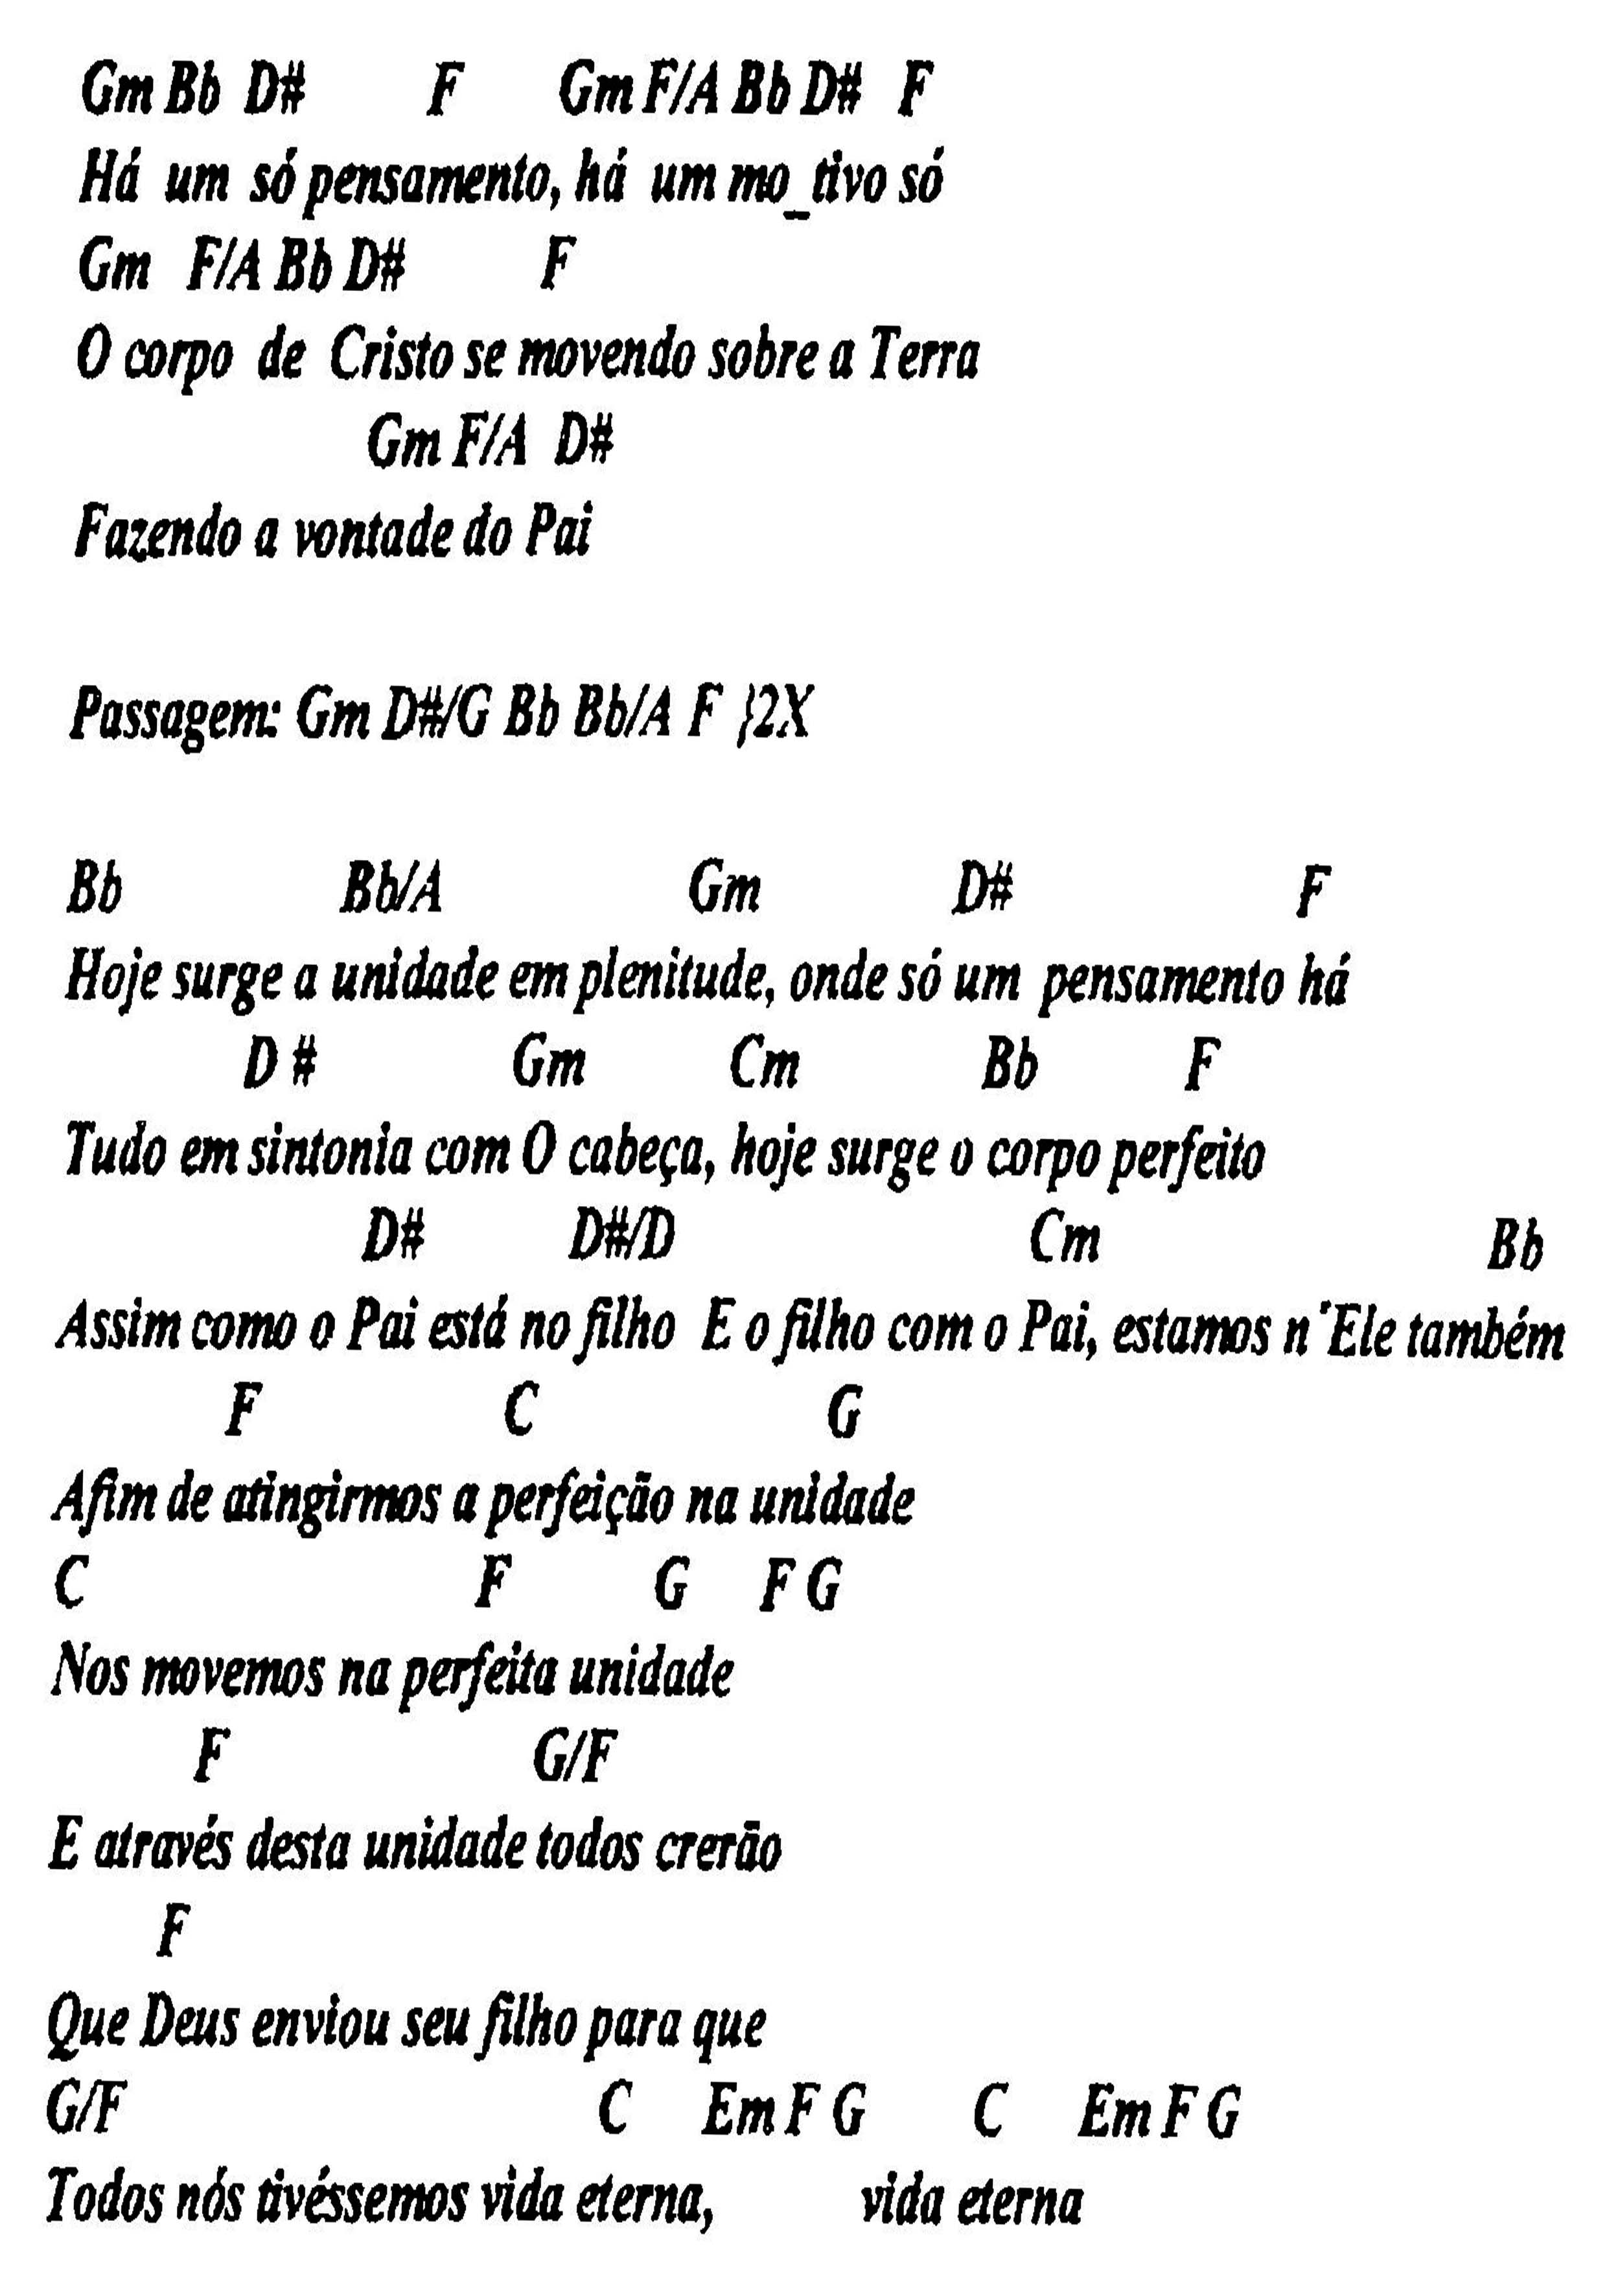 Gm Bb D# F Gm F/A Bb D# F
Há um só pensamento, há um mo_tivo só
Gm F/A Bb D# F
O corpo de Cristo se movendo sobre a Terra
Gm F/A D#
Fazendo a vontade do Pai
Passagem: Gm D#/G Bb Bb/A F }2X
Bb Bb/A Gm D# F
Hoje surge a unidade em plenitude, onde só um pensamento há
D # Gm Cm Bb F
Tudo em sintonia com O cabeça, hoje surge o corpo perfeito
D# D#/D Cm Bb
Assim como o Pai está no filho E o filho com o Pai, estamos n´Ele também
F C G
Afim de atingirmos a perfeição na unidade
C F G F G
Nos movemos na perfeita unidade
F G/F
E através desta unidade todos crerão
F
Que Deus enviou seu filho para que
G/F C Em F G C Em F G
Todos nós tivéssemos vida eterna, vida eterna